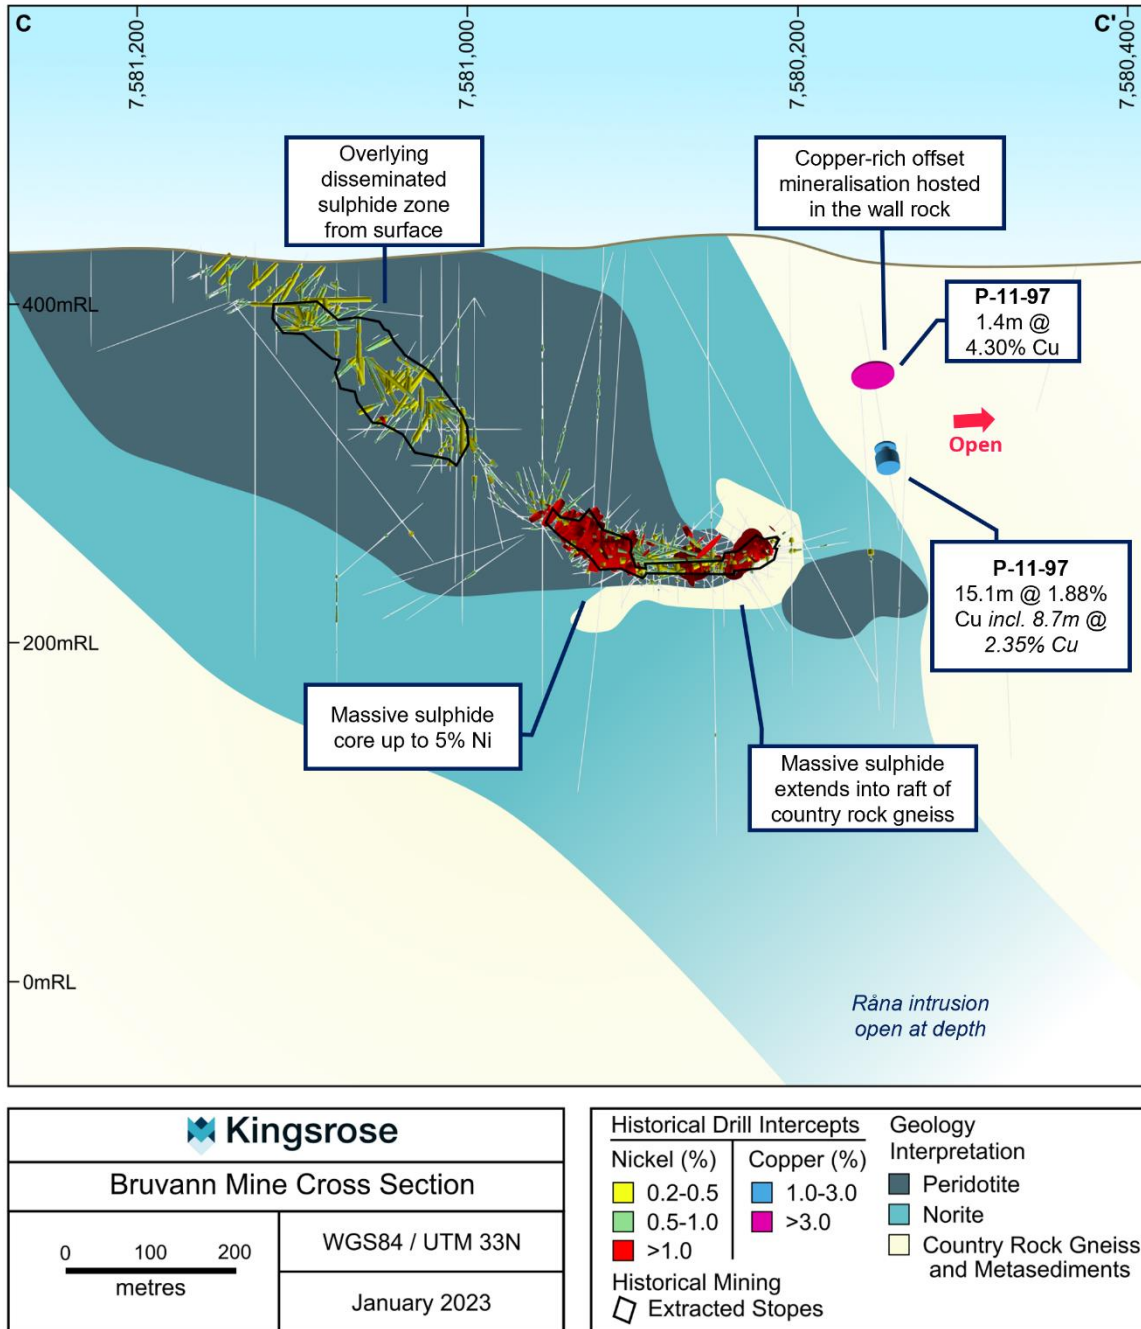 C
C'
7,581,200
7,581,000
7,580,200
7,580,400
Overlying
disseminated
sulphide zone
from surface
Copper-rich offset
mineralisation hosted
in the wall rock
P-11-97
1.4m @
4.30% Cu
400mRL
Open
P-11-97
15.1m @ 1.88%
Cu incl. 8.7m @
2.35% Cu
200mRL
Massive sulphide
core up to 5% Ni
Massive sulphide
extends into raft of
country rock gneiss
0mRL
Råna intrusion
open at depth
Kingsrose
Bruvann Mine Cross Section
0 100 200
metres
WGS84 / UTM 33N
January 2023
Historical Drill Intercepts
Nickel (%)
0.2-0.5
0.5-1.0
>1.0
Copper (%)
1.0-3.0
>3.0
Historical Mining
Extracted Stopes
Geology
Interpretation
Peridotite
Norite
Country Rock Gneiss
and Metasediments